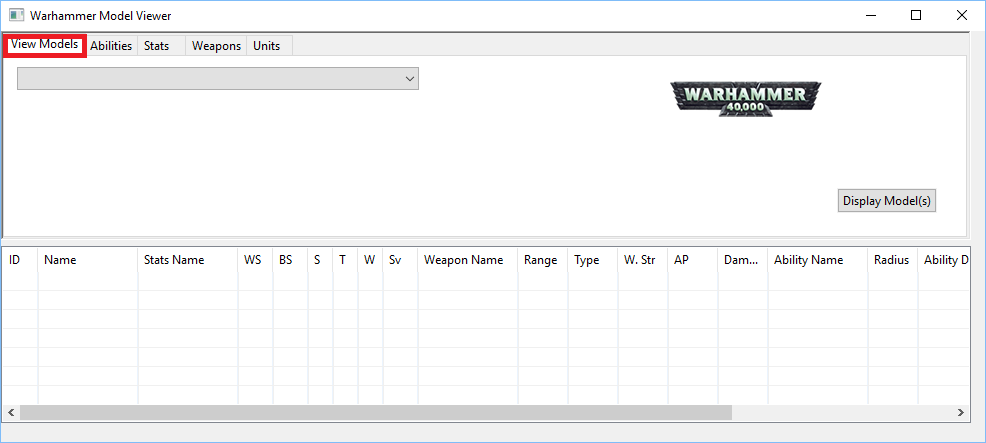 Warhammer Model Viewer
View Models Abilities Stats Weapons Units
WARHAMMER
40,000
Display Model(s)
ID Name Stats Name WS BS S T W Sv Weapon Name Range Type W. Str AP Dam... Ability Name Radius Ability D